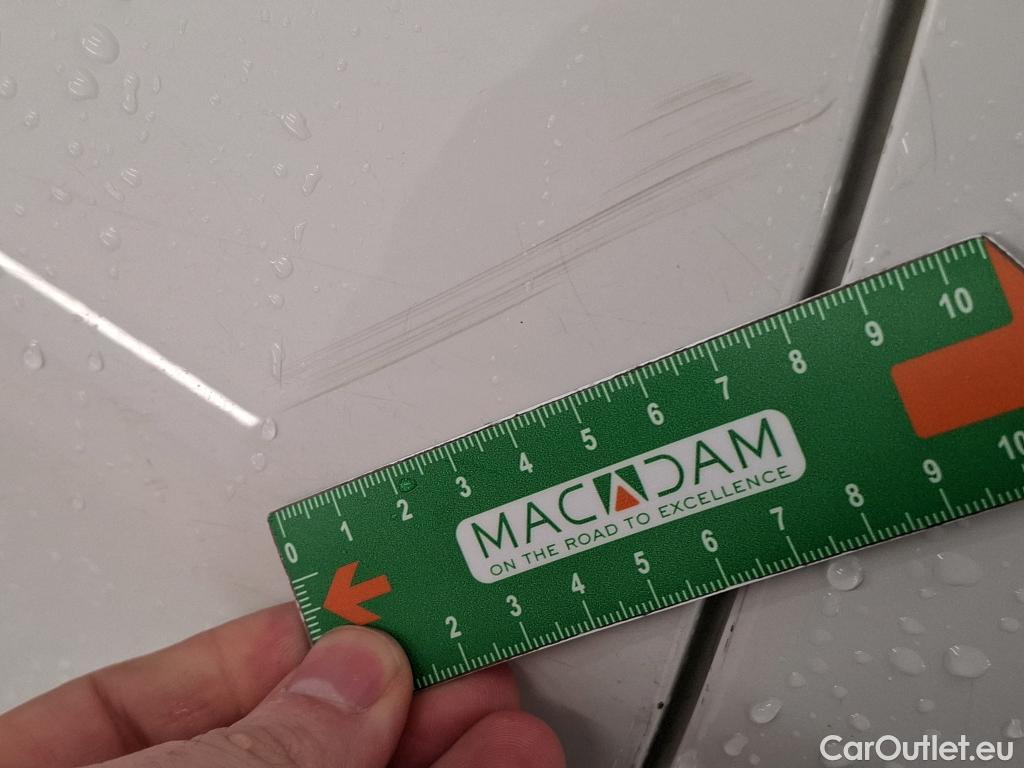 0 1 2 3 4 5 6 7 8 9 10
MACADAM
ON THE ROAD TO EXCELLENCE
2 3 4 5 6 7 8 9 10
CarOutlet.eu